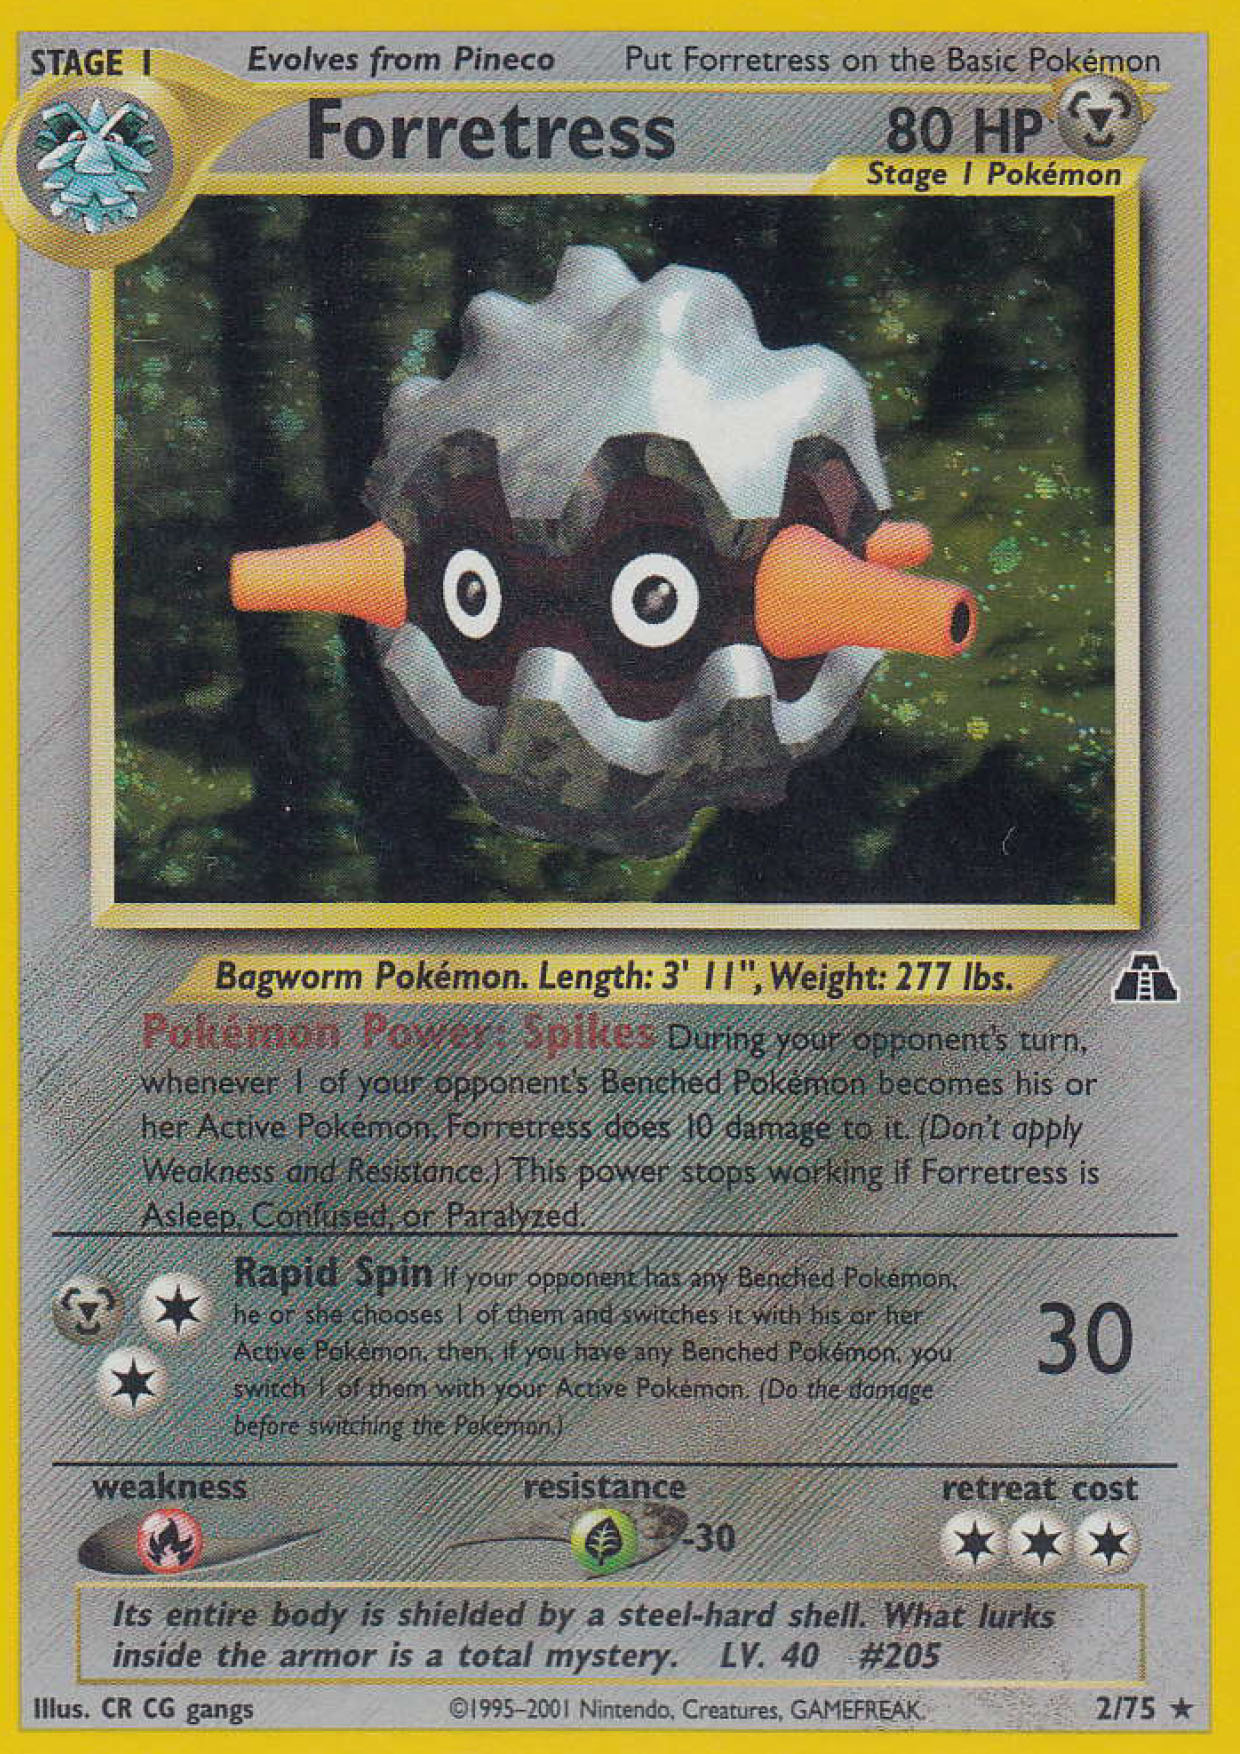 STAGE 1 Evolves from Pineco Put Forretress on the Basic Pokémon
Forretress 80 HP
Stage 1 Pokémon
Bagworm Pokémon. Length: 3' 11", Weight: 277 lbs.
Pokémon Power: Spikes During your opponent's turn,
whenever 1 of your opponent's Benched Pokémon becomes his or
her Active Pokémon, Forretress does 10 damage to it. (Don't apply
Weakness and Resistance.) This power stops working if Forretress is
Asleep, Confused, or Paralyzed.
Rapid Spin If your opponent has any Benched Pokémon,
he or she chooses 1 of them and switches it with his or her
Active Pokémon, then, if you have any Benched Pokémon, you
switch 1 of them with your Active Pokémon. (Do the damage
before switching the Pokémon.)
30
weakness resistance retreat cost
-30
Its entire body is shielded by a steel-hard shell. What lurks
inside the armor is a total mystery. LV. 40 #205
Illus. CR CG gangs ©1995–2001 Nintendo, Creatures, GAMEFREAK. 2/75 ★